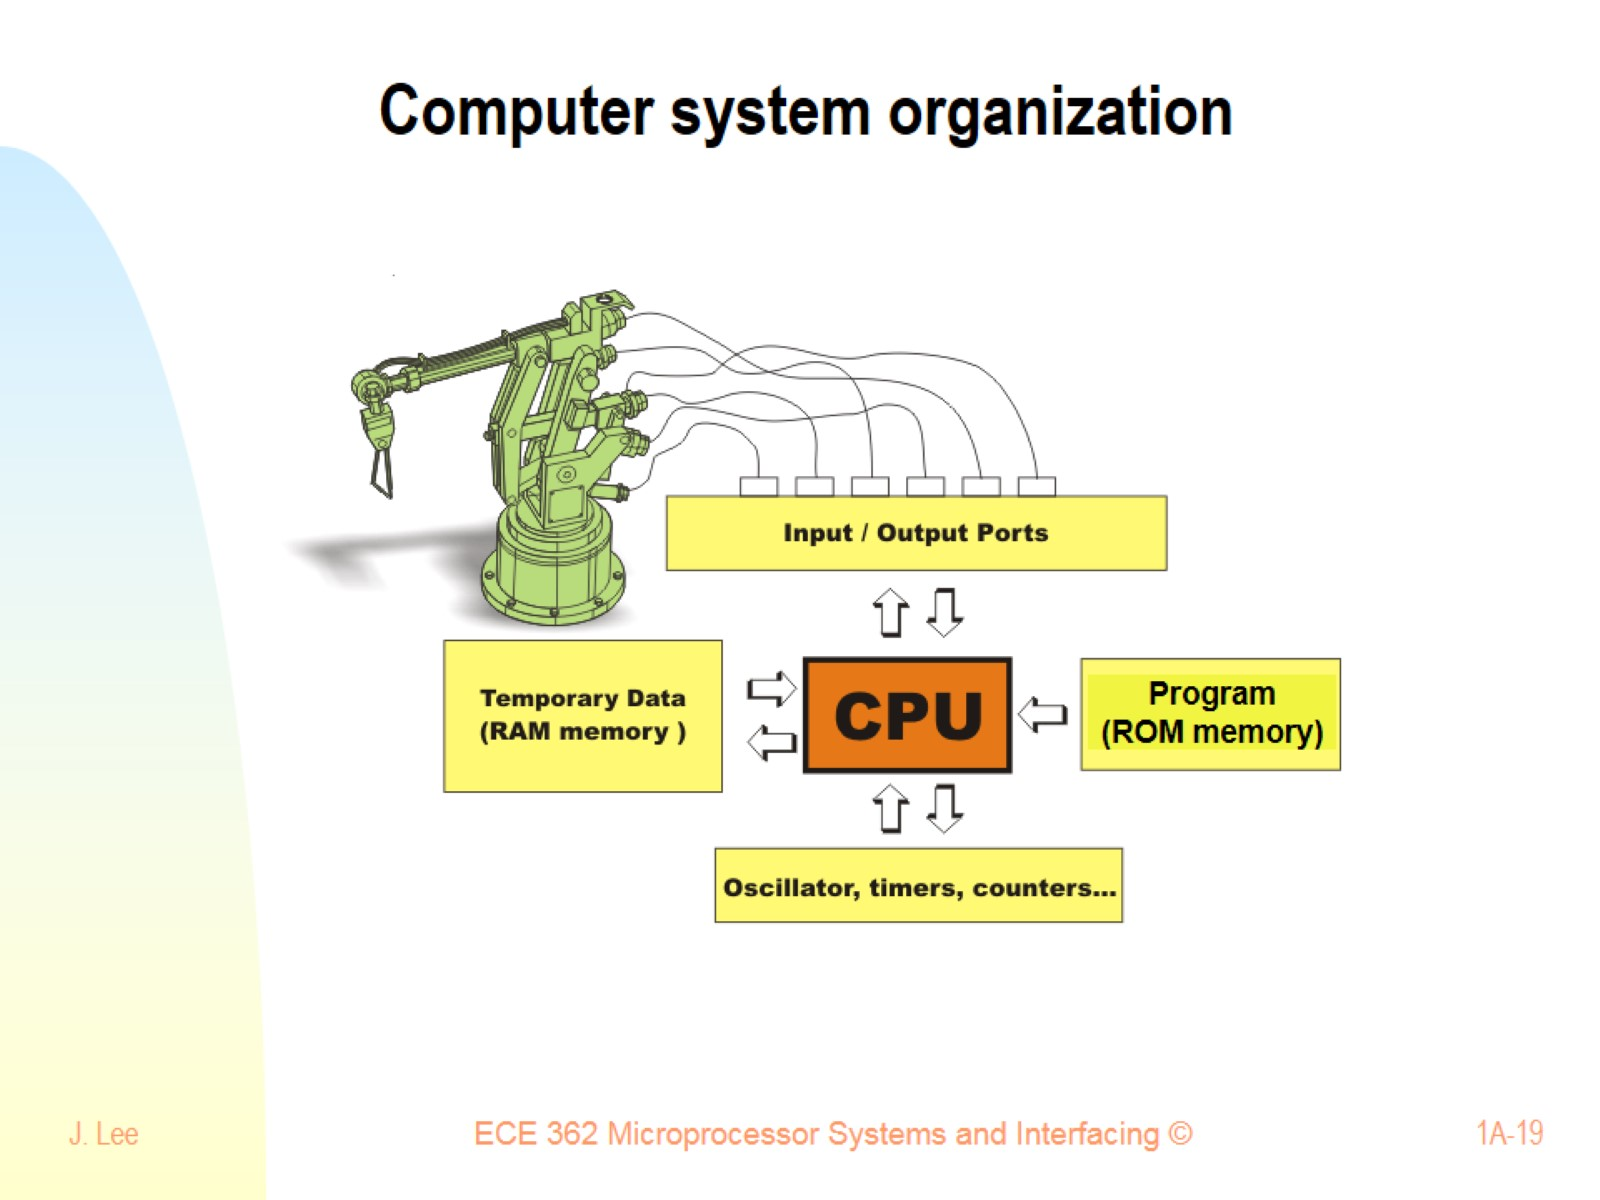 Computer system organization
Input / Output Ports
Temporary Data
(RAM memory )
CPU
Program
(ROM memory)
Oscillator, timers, counters...
J. Lee
ECE 362 Microprocessor Systems and Interfacing ©
1A-19